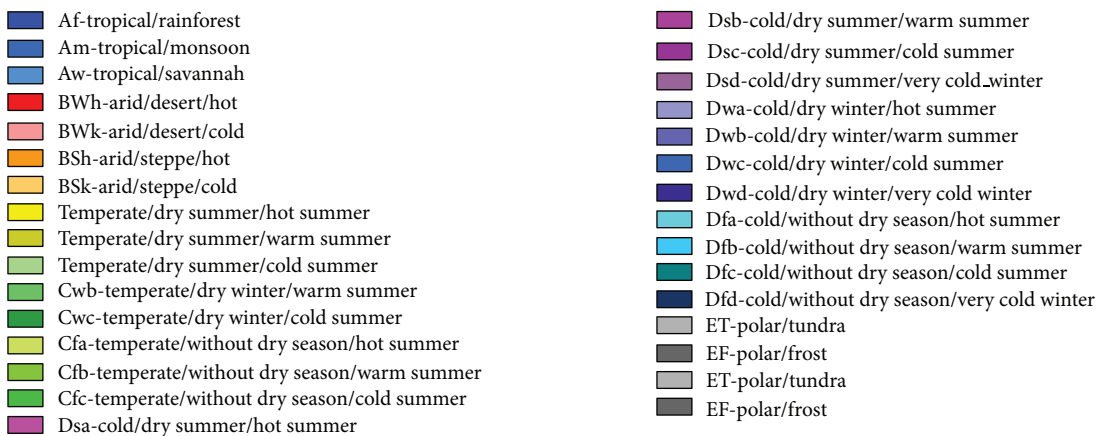 Af-tropical/rainforest
Am-tropical/monsoon
Aw-tropical/savannah
BWh-arid/desert/hot
BWk-arid/desert/cold
BSh-arid/steppe/hot
BSk-arid/steppe/cold
Temperate/dry summer/hot summer
Temperate/dry summer/warm summer
Temperate/dry summer/cold summer
Cwb-temperate/dry winter/warm summer
Cwc-temperate/dry winter/cold summer
Cfa-temperate/without dry season/hot summer
Cfb-temperate/without dry season/warm summer
Cfc-temperate/without dry season/cold summer
Dsa-cold/dry summer/hot summer
Dsb-cold/dry summer/warm summer
Dsc-cold/dry summer/cold summer
Dsd-cold/dry summer/very cold_winter
Dwa-cold/dry winter/hot summer
Dwb-cold/dry winter/warm summer
Dwc-cold/dry winter/cold summer
Dwd-cold/dry winter/very cold winter
Dfa-cold/without dry season/hot summer
Dfb-cold/without dry season/warm summer
Dfc-cold/without dry season/cold summer
Dfd-cold/without dry season/very cold winter
ET-polar/tundra
EF-polar/frost
ET-polar/tundra
EF-polar/frost